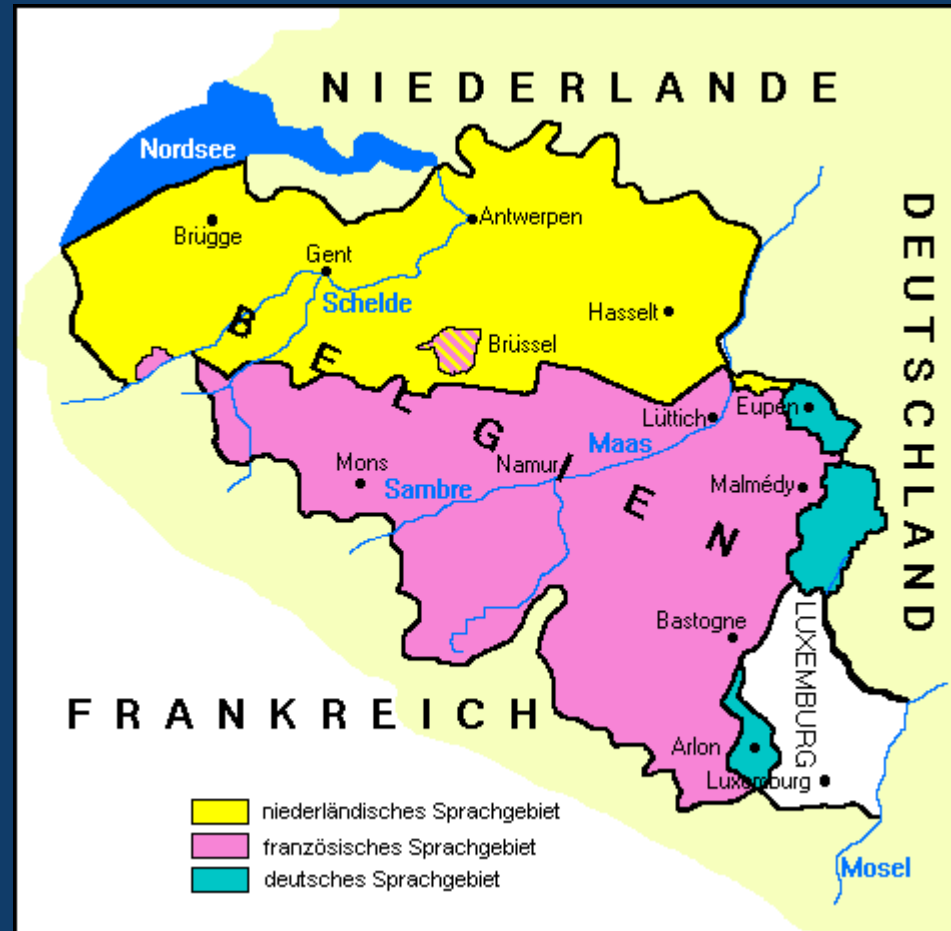 NIEDERLANDE
Nordsee
Brügge
Antwerpen
Gent
Schelde
Hasselt
Brüssel
BELGIEN
DEUTSCHLAND
Lüttich
Eupen
Maas
Mons
Namur
Sambre
Malmédy
Bastogne
LUXEMBURG
FRANKREICH
Arlon
Luxemburg
niederländisches Sprachgebiet
französisches Sprachgebiet
deutsches Sprachgebiet
Mosel